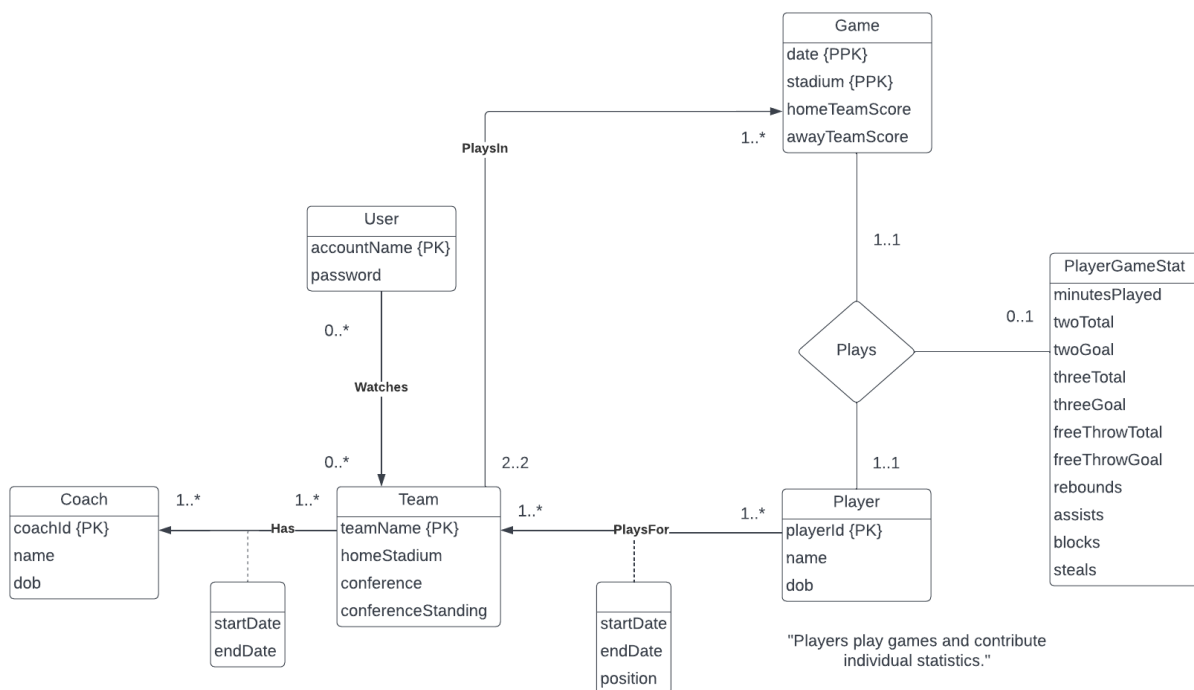 Game
date {PPK}
stadium {PPK}
homeTeamScore
awayTeamScore
1..*
PlaysIn
User
accountName {PK}
password
1..1
PlayerGameStat
minutesPlayed
twoTotal
twoGoal
threeTotal
threeGoal
freeThrowTotal
freeThrowGoal
rebounds
assists
blocks
steals
0..1
0..*
Plays
Watches
0..*
2..2
1..1
Coach
coachId {PK}
name
dob
1..*
1..*
Has
Team
teamName {PK}
homeStadium
conference
conferenceStanding
1..*
PlaysFor
1..*
Player
playerId {PK}
name
dob
startDate
endDate
startDate
endDate
position
"Players play games and contribute
individual statistics."